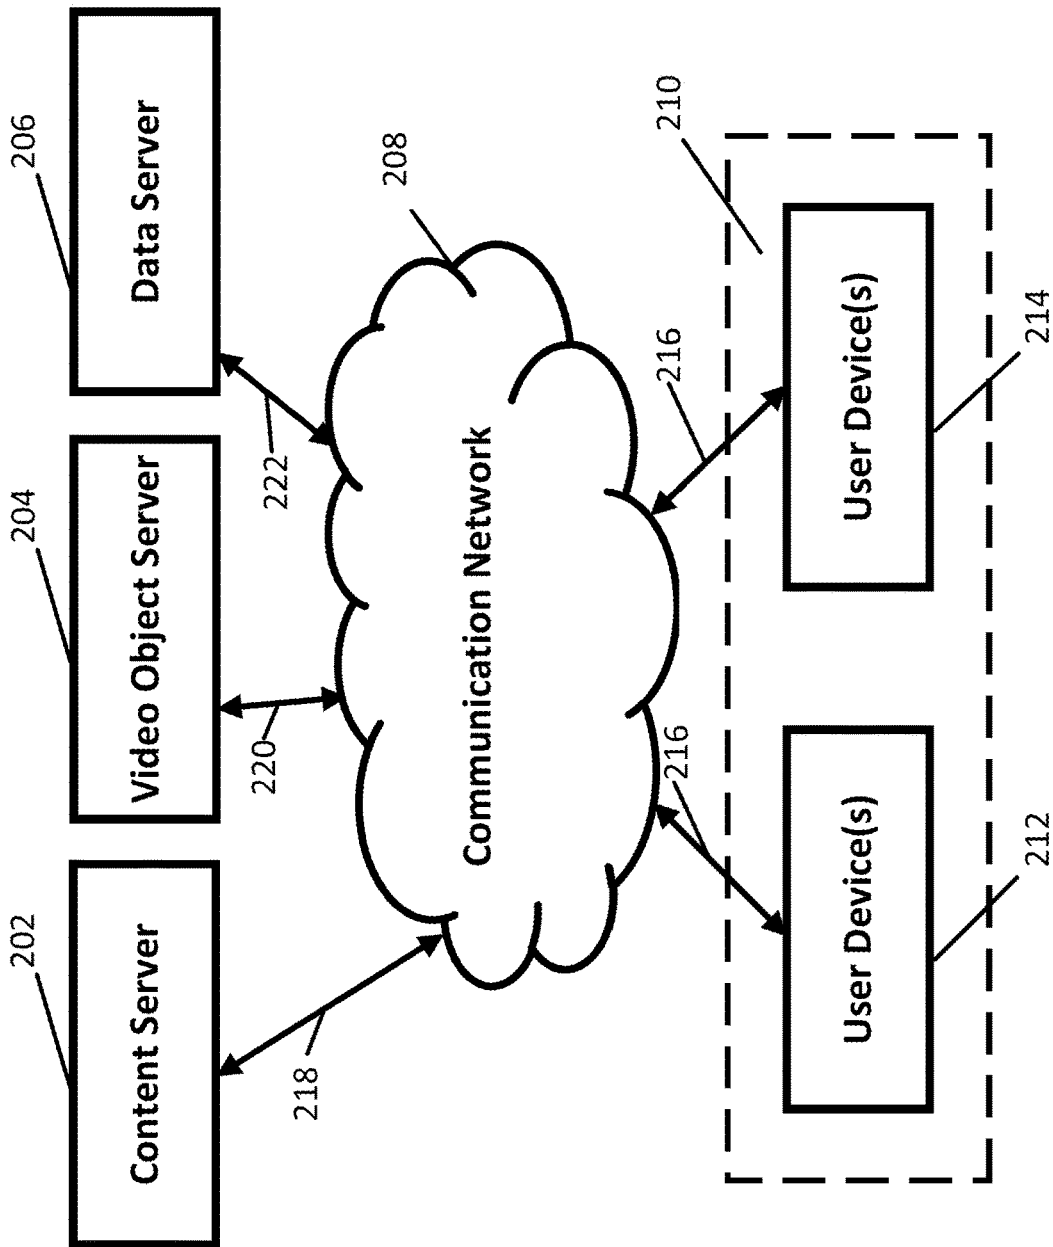 202
204
206
Content Server
Video Object Server
Data Server
218
220
222
208
Communication Network
216
216
210
User Device(s)
User Device(s)
212
214